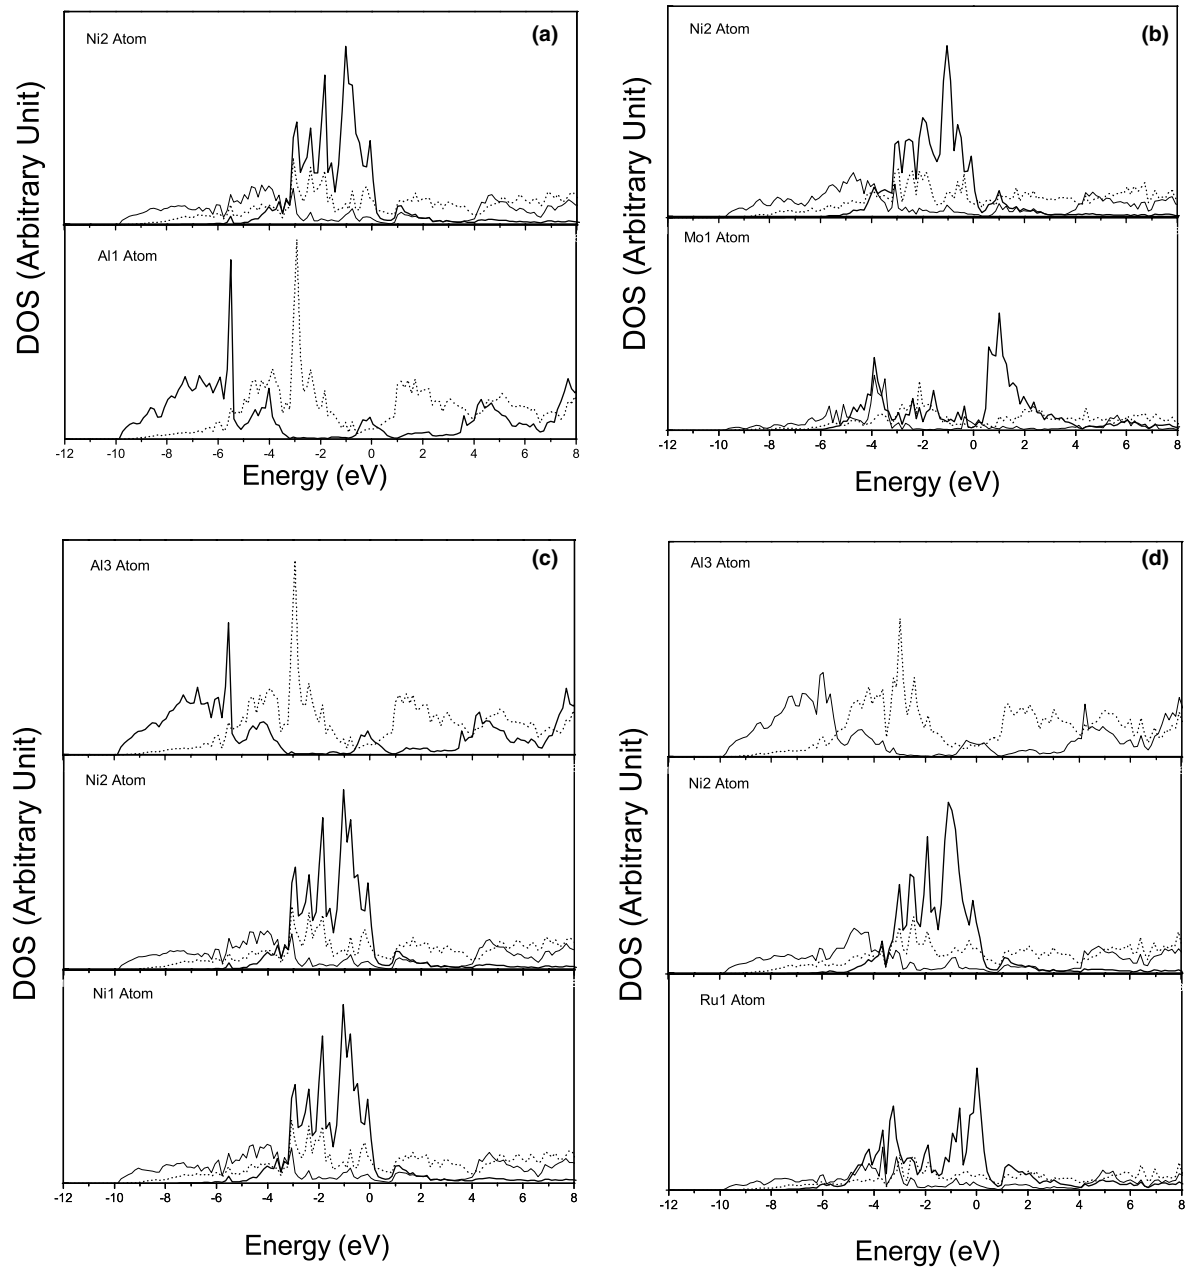 (a)
Ni2 Atom
Al1 Atom
DOS (Arbitrary Unit)
-12 -10 -8 -6 -4 -2 0 2 4 6 8
Energy (eV)
(b)
Ni2 Atom
Mo1 Atom
DOS (Arbitrary Unit)
-12 -10 -8 -6 -4 -2 0 2 4 6 8
Energy (eV)
(c)
Al3 Atom
Ni2 Atom
Ni1 Atom
DOS (Arbitrary Unit)
-12 -10 -8 -6 -4 -2 0 2 4 6 8
Energy (eV)
(d)
Al3 Atom
Ni2 Atom
Ru1 Atom
DOS (Arbitrary Unit)
-12 -10 -8 -6 -4 -2 0 2 4 6 8
Energy (eV)